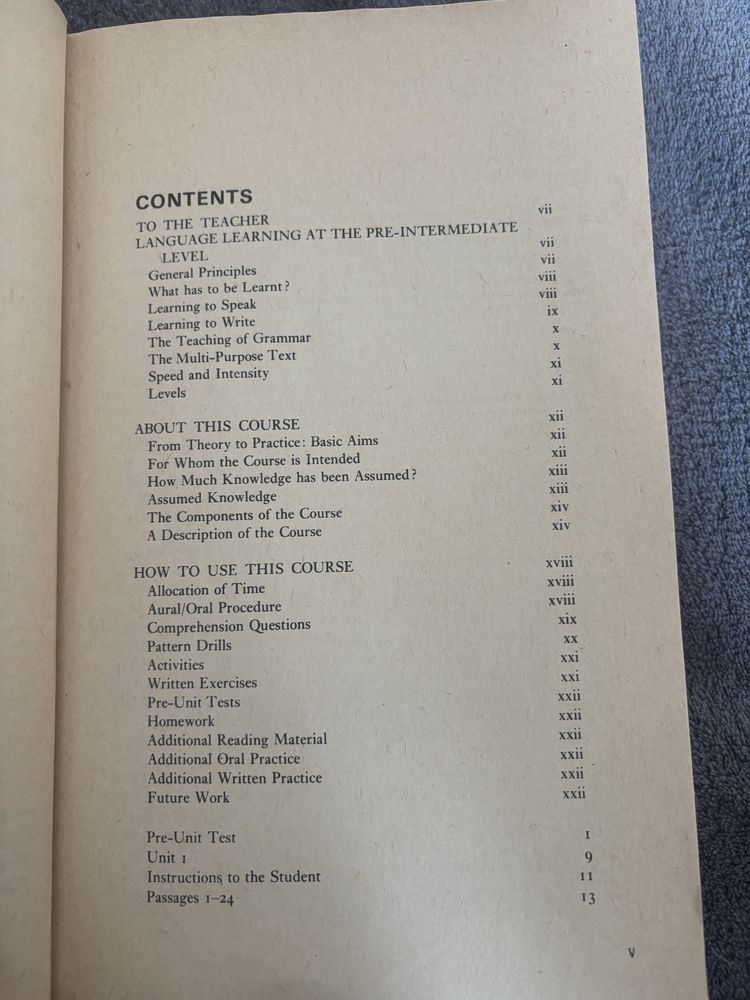 CONTENTS
TO THE TEACHER vii
LANGUAGE LEARNING AT THE PRE-INTERMEDIATE
LEVEL vii
General Principles vii
What has to be Learnt? viii
Learning to Speak viii
Learning to Write ix
The Teaching of Grammar x
The Multi-Purpose Text x
Speed and Intensity xi
Levels xi
ABOUT THIS COURSE xii
From Theory to Practice: Basic Aims xii
For Whom the Course is Intended xii
How Much Knowledge has been Assumed? xiii
Assumed Knowledge xiii
The Components of the Course xiv
A Description of the Course xiv
HOW TO USE THIS COURSE xviii
Allocation of Time xviii
Aural/Oral Procedure xviii
Comprehension Questions xix
Pattern Drills xx
Activities xxi
Written Exercises xxi
Pre-Unit Tests xxii
Homework xxii
Additional Reading Material xxii
Additional Oral Practice xxii
Additional Written Practice xxii
Future Work xxii
Pre-Unit Test 1
Unit 1 9
Instructions to the Student 11
Passages 1–24 13
v